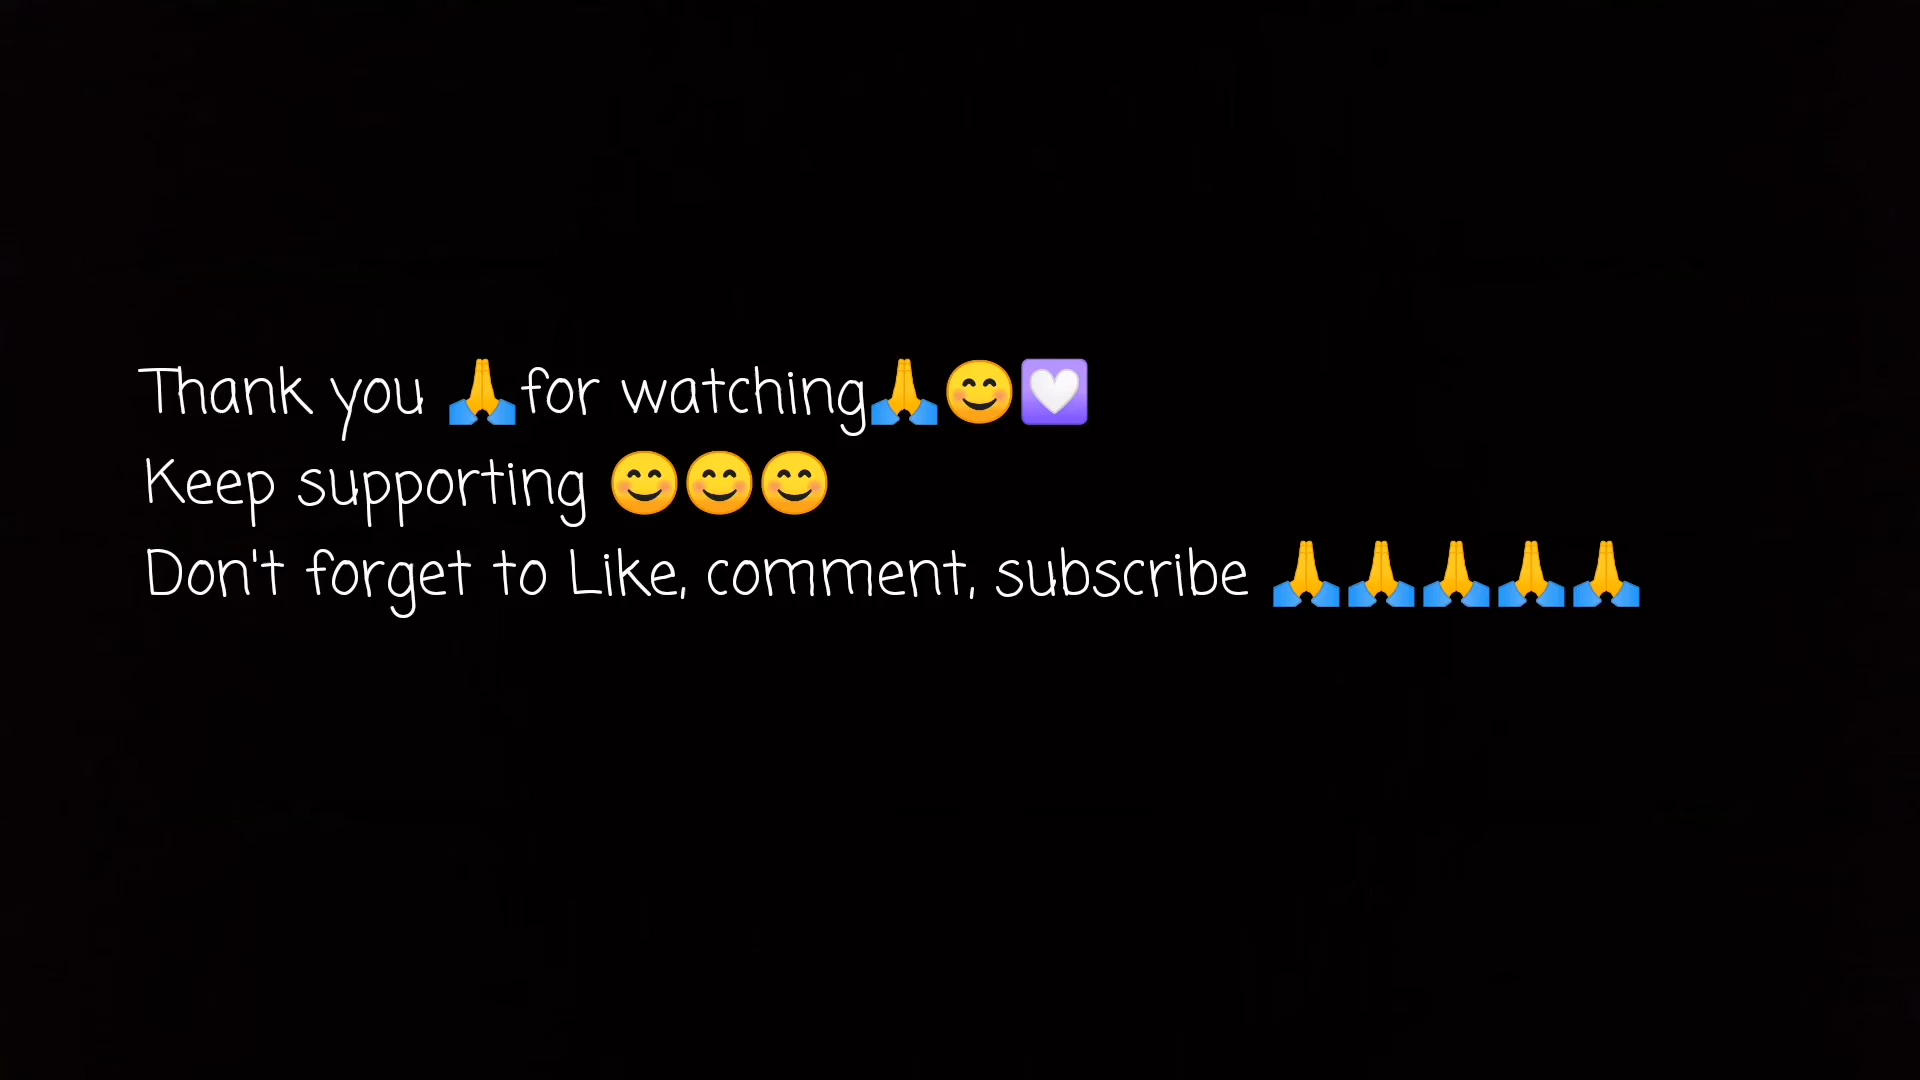 Thank you 🙏for watching🙏😊💟
Keep supporting 😊😊😊
Don't forget to Like, comment, subscribe 🙏🙏🙏🙏🙏